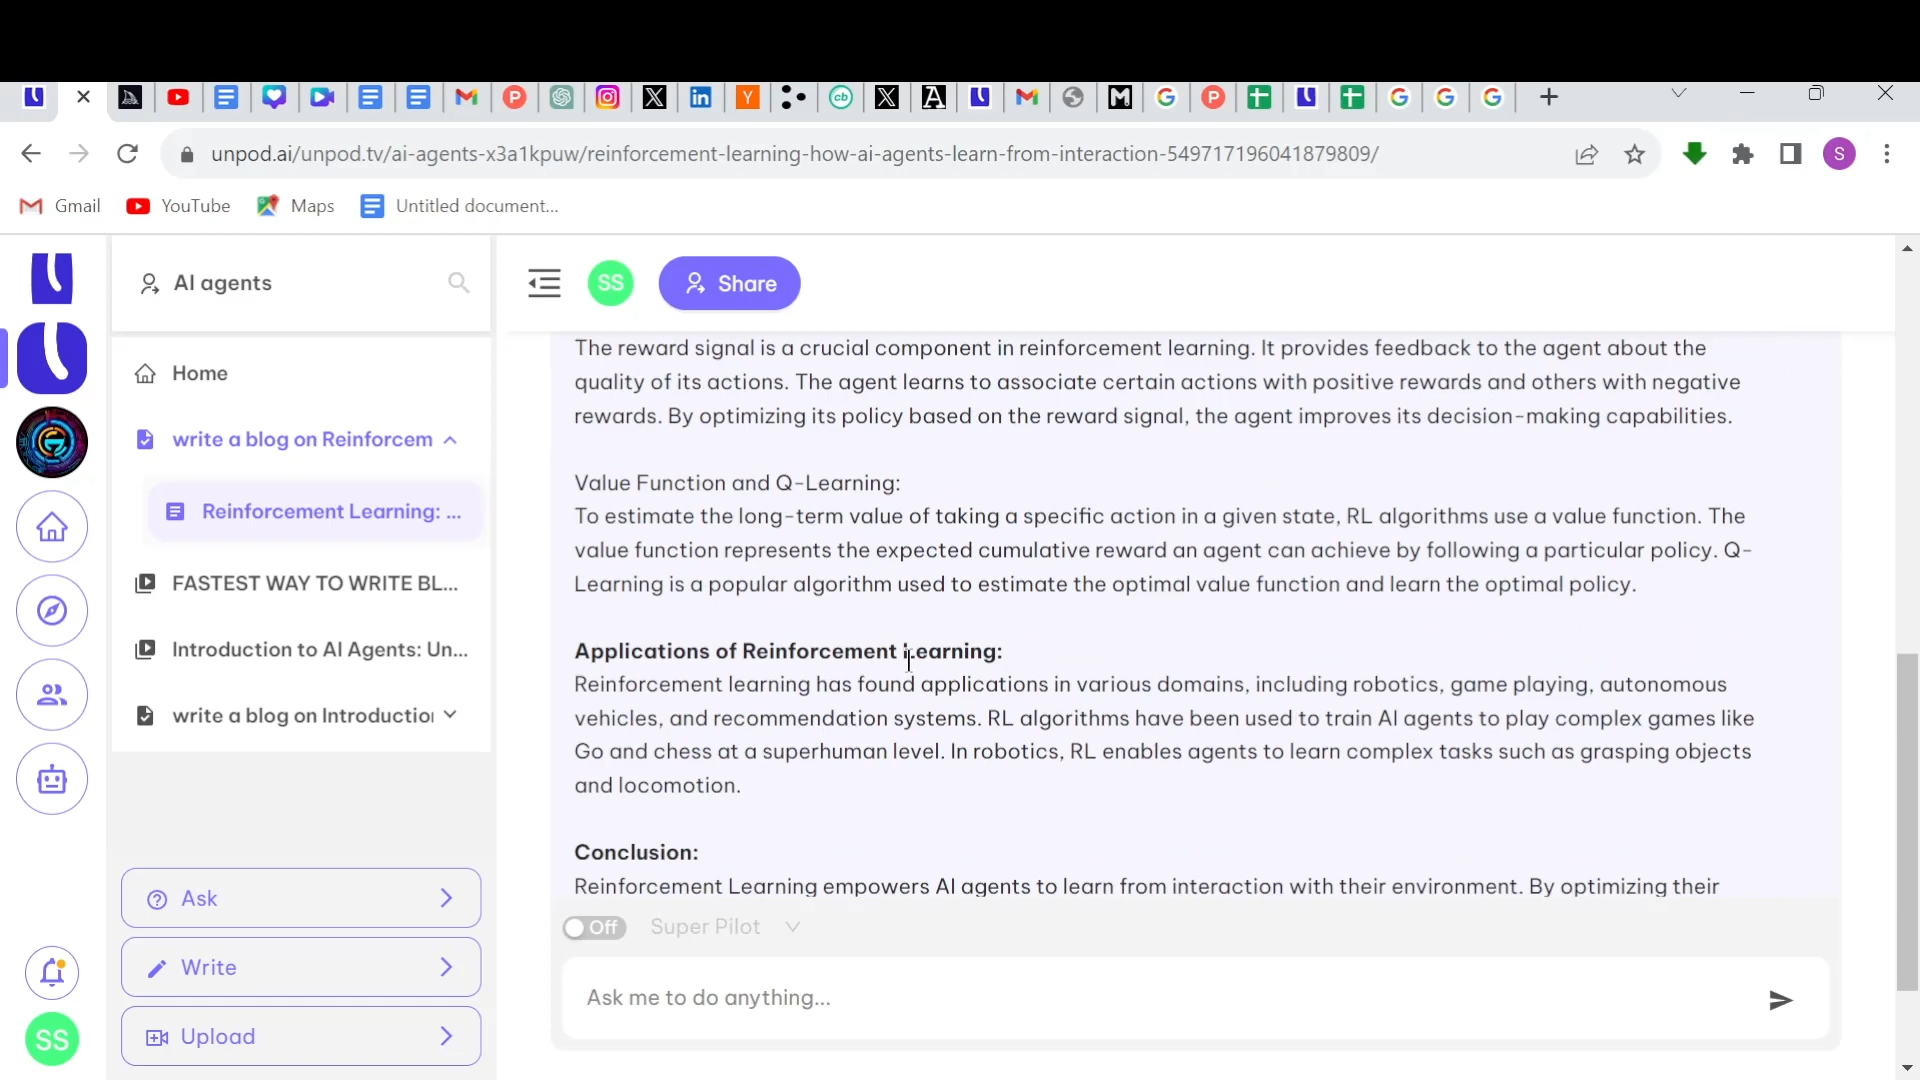 unpod.ai/unpod.tv/ai-agents-x3a1kpuw/reinforcement-learning-how-ai-agents-learn-from-interaction-549717196041879809/
S
Gmail
YouTube
Maps
Untitled document...
AI agents
SS
Share
Home
write a blog on Reinforcem
Reinforcement Learning: ...
FASTEST WAY TO WRITE BL...
Introduction to AI Agents: Un...
write a blog on Introduction
Ask
Write
Upload
SS
The reward signal is a crucial component in reinforcement learning. It provides feedback to the agent about the
quality of its actions. The agent learns to associate certain actions with positive rewards and others with negative
rewards. By optimizing its policy based on the reward signal, the agent improves its decision-making capabilities.
Value Function and Q-Learning:
To estimate the long-term value of taking a specific action in a given state, RL algorithms use a value function. The
value function represents the expected cumulative reward an agent can achieve by following a particular policy. Q-
Learning is a popular algorithm used to estimate the optimal value function and learn the optimal policy.
Applications of Reinforcement Learning:
Reinforcement learning has found applications in various domains, including robotics, game playing, autonomous
vehicles, and recommendation systems. RL algorithms have been used to train AI agents to play complex games like
Go and chess at a superhuman level. In robotics, RL enables agents to learn complex tasks such as grasping objects
and locomotion.
Conclusion:
Reinforcement Learning empowers AI agents to learn from interaction with their environment. By optimizing their
Off
Super Pilot
Ask me to do anything...